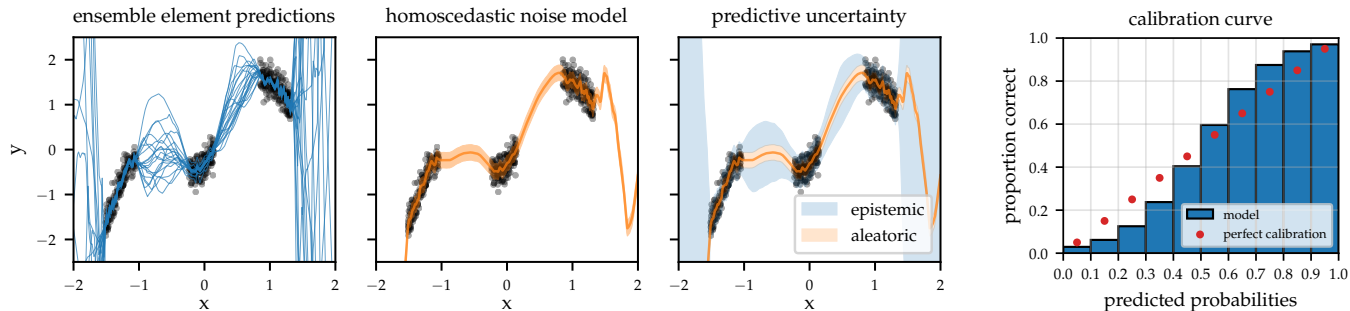 ensemble element predictions
2
1
0
−1
−2
y
−2 −1 0 1 2
x
homoscedastic noise model
−2 −1 0 1 2
x
predictive uncertainty
epistemic
aleatoric
−2 −1 0 1 2
x
calibration curve
1.0
0.8
0.6
0.4
0.2
0.0
proportion correct
model
perfect calibration
0.0 0.1 0.2 0.3 0.4 0.5 0.6 0.7 0.8 0.9 1.0
predicted probabilities